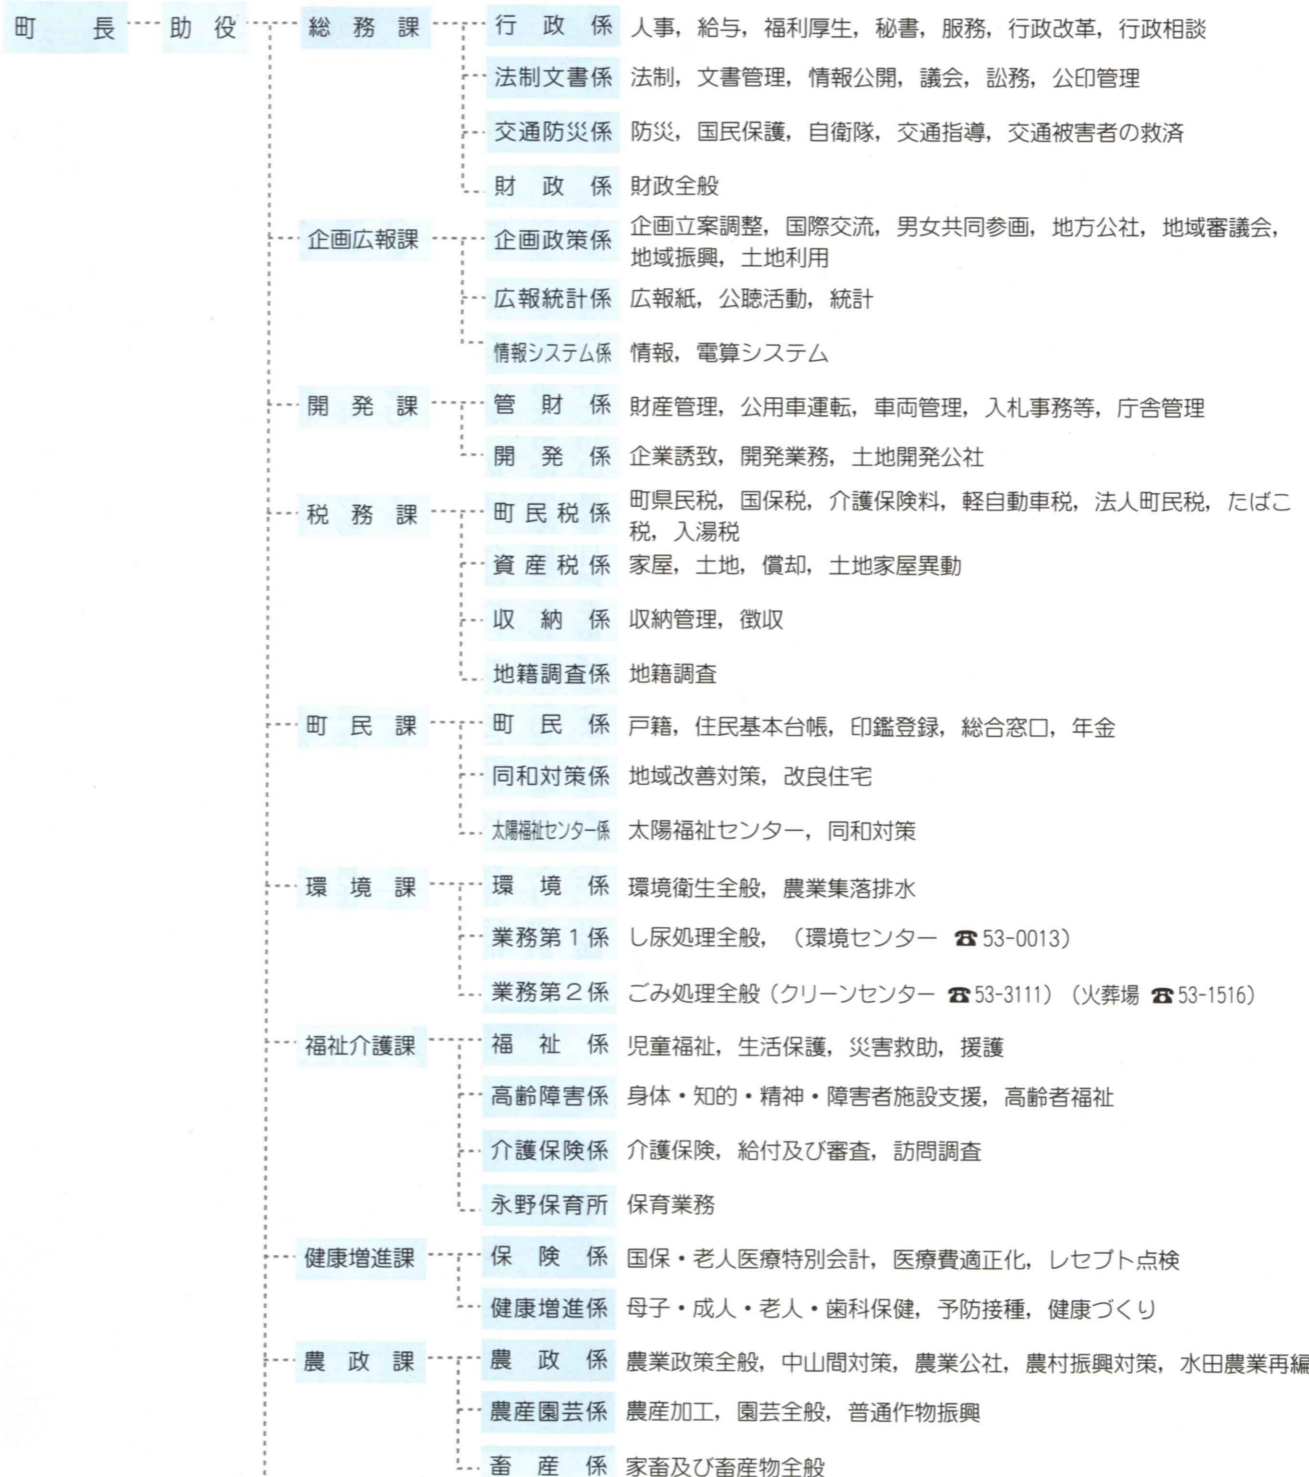 町長 助役 総務課 行政係 人事，給与，福利厚生，秘書，服務，行政改革，行政相談
法制文書係 法制，文書管理，情報公開，議会，訟務，公印管理
交通防災係 防災，国民保護，自衛隊，交通指導，交通被害者の救済
財政係 財政全般
企画広報課 企画政策係 企画立案調整，国際交流，男女共同参画，地方公社，地域審議会，
地域振興，土地利用
広報統計係 広報紙，公聴活動，統計
情報システム係 情報，電算システム
開発課 管財係 財産管理，公用車運転，車両管理，入札事務等，庁舎管理
開発係 企業誘致，開発業務，土地開発公社
税務課 町民税係 町県民税，国保税，介護保険料，軽自動車税，法人町民税，たばこ
税，入湯税
資産税係 家屋，土地，償却，土地家屋異動
収納係 収納管理，徴収
地籍調査係 地籍調査
町民課 町民係 戸籍，住民基本台帳，印鑑登録，総合窓口，年金
同和対策係 地域改善対策，改良住宅
太陽福祉センター係 太陽福祉センター，同和対策
環境課 環境係 環境衛生全般，農業集落排水
業務第１係 し尿処理全般，（環境センター ☎53-0013）
業務第２係 ごみ処理全般（クリーンセンター ☎53-3111）（火葬場 ☎53-1516）
福祉介護課 福祉係 児童福祉，生活保護，災害救助，援護
高齢障害係 身体・知的・精神・障害者施設支援，高齢者福祉
介護保険係 介護保険，給付及び審査，訪問調査
永野保育所 保育業務
健康増進課 保険係 国保・老人医療特別会計，医療費適正化，レセプト点検
健康増進係 母子・成人・老人・歯科保健，予防接種，健康づくり
農政課 農政係 農業政策全般，中山間対策，農業公社，農村振興対策，水田農業再編
農産園芸係 農産加工，園芸全般，普通作物振興
畜産係 家畜及び畜産物全般